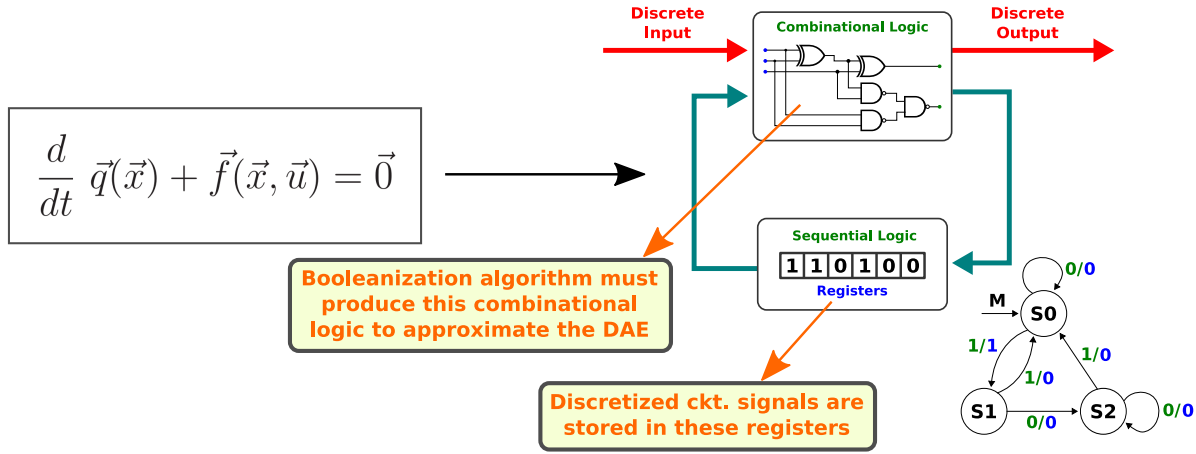 Discrete
Input
Combinational Logic
Discrete
Output
d/dt q⃗(x⃗) + f⃗(x⃗, u⃗) = 0⃗
Sequential Logic
1 1 0 1 0 0
Registers
Booleanization algorithm must
produce this combinational
logic to approximate the DAE
Discretized ckt. signals are
stored in these registers
0/0
M
S0
1/1
1/0
1/0
S1
S2
0/0
0/0